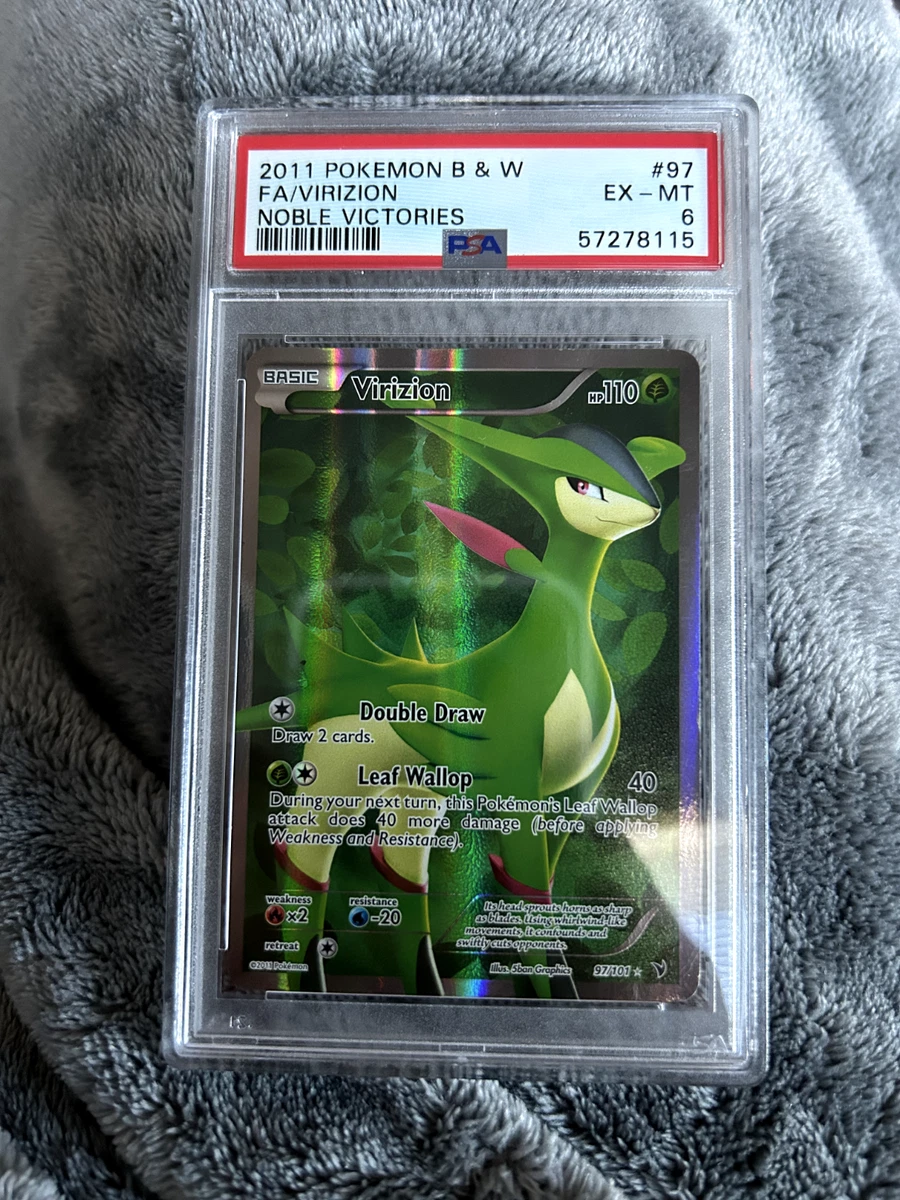 2011 POKEMON B & W #97
FA/VIRIZION EX - MT
NOBLE VICTORIES 6
PSA 57278115
BASIC Virizion HP110
Double Draw
Draw 2 cards.
Leaf Wallop 40
During your next turn, this Pokémon's Leaf Wallop
attack does 40 more damage (before applying
Weakness and Resistance).
weakness resistance
×2 -20
retreat
Its head sprouts horns as sharp
as blades. Using whirlwind-like
movements, it confounds and
swiftly cuts opponents.
©2011 Pokémon Illus. 5ban Graphics 97/101